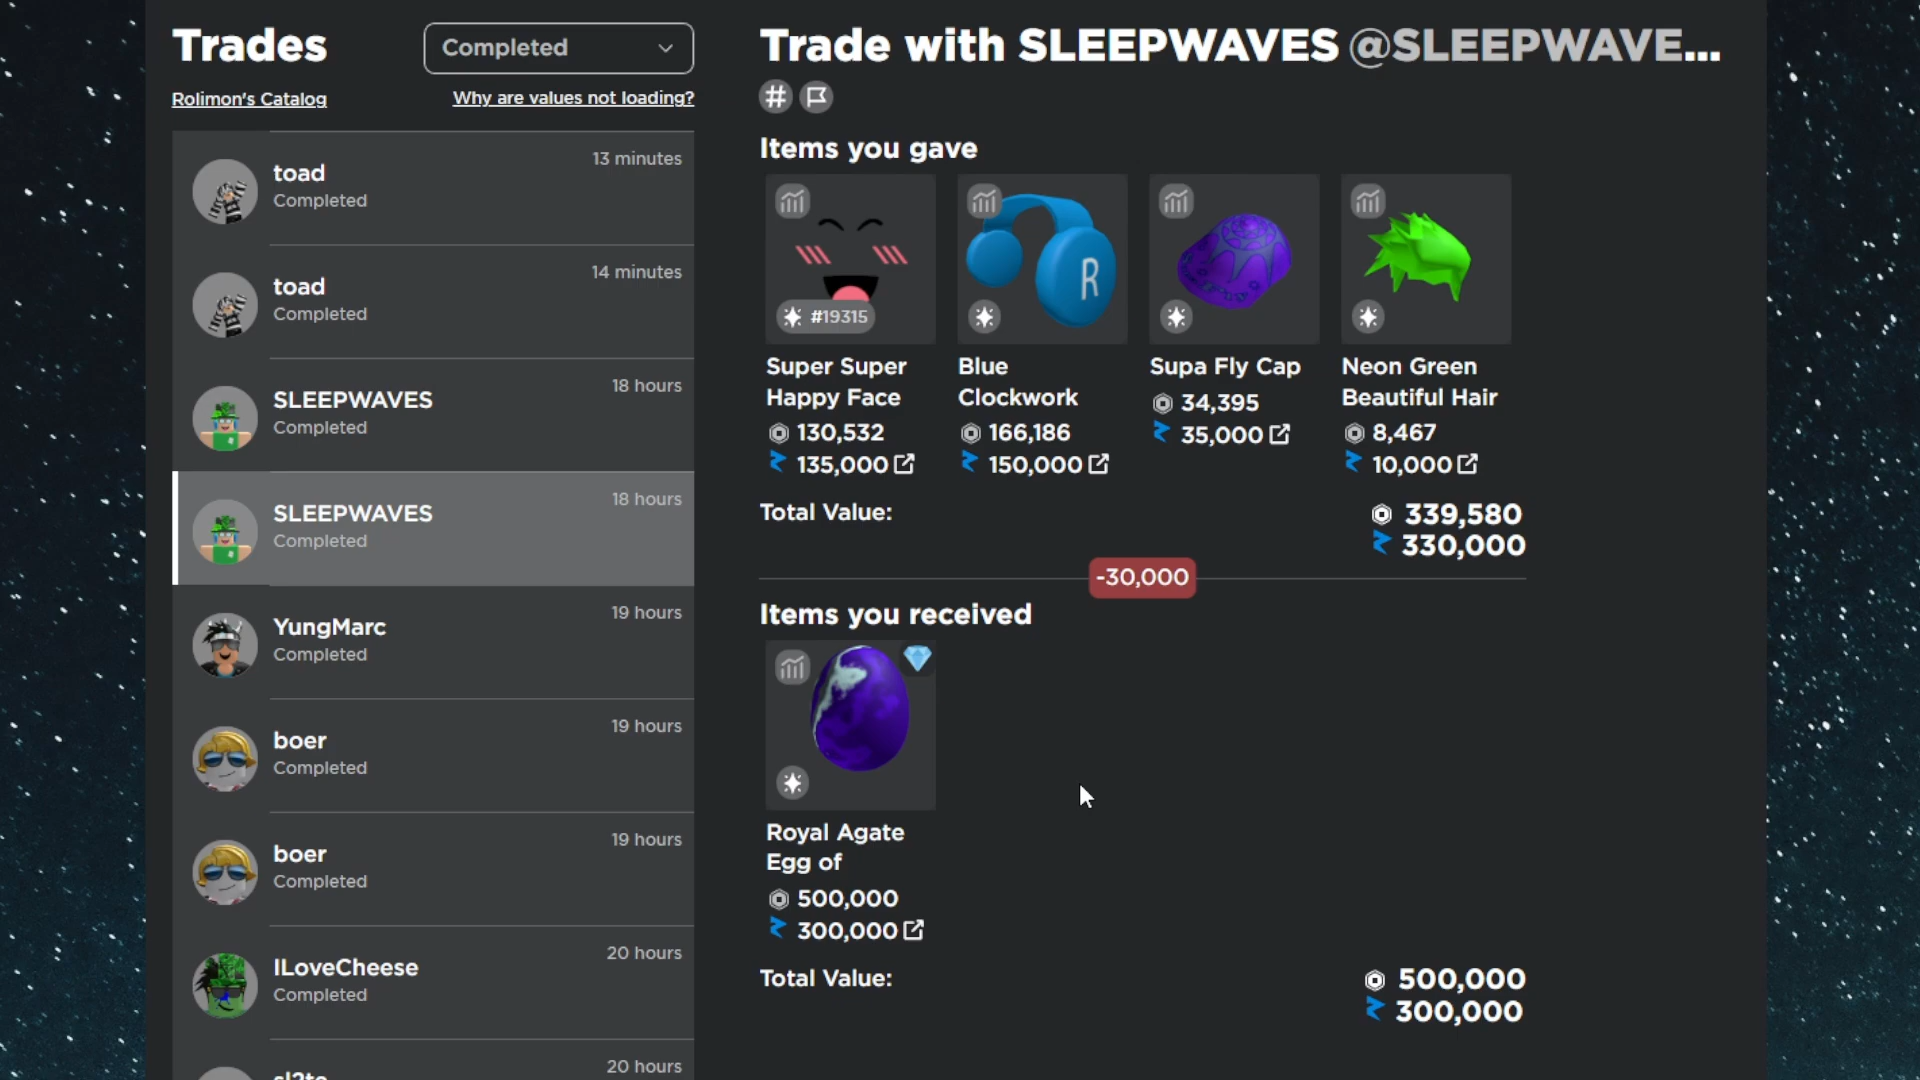 Trades
Completed
Rolimon's Catalog
Why are values not loading?
toad
Completed
13 minutes
toad
Completed
14 minutes
SLEEPWAVES
Completed
18 hours
SLEEPWAVES
Completed
18 hours
YungMarc
Completed
19 hours
boer
Completed
19 hours
boer
Completed
19 hours
ILoveCheese
Completed
20 hours
20 hours
Trade with SLEEPWAVES @SLEEPWAVE...
#
Items you gave
#19315
R
Super Super
Happy Face
130,532
135,000
Blue
Clockwork
166,186
150,000
Supa Fly Cap
34,395
35,000
Neon Green
Beautiful Hair
8,467
10,000
Total Value:
339,580
330,000
-30,000
Items you received
Royal Agate
Egg of
500,000
300,000
Total Value:
500,000
300,000